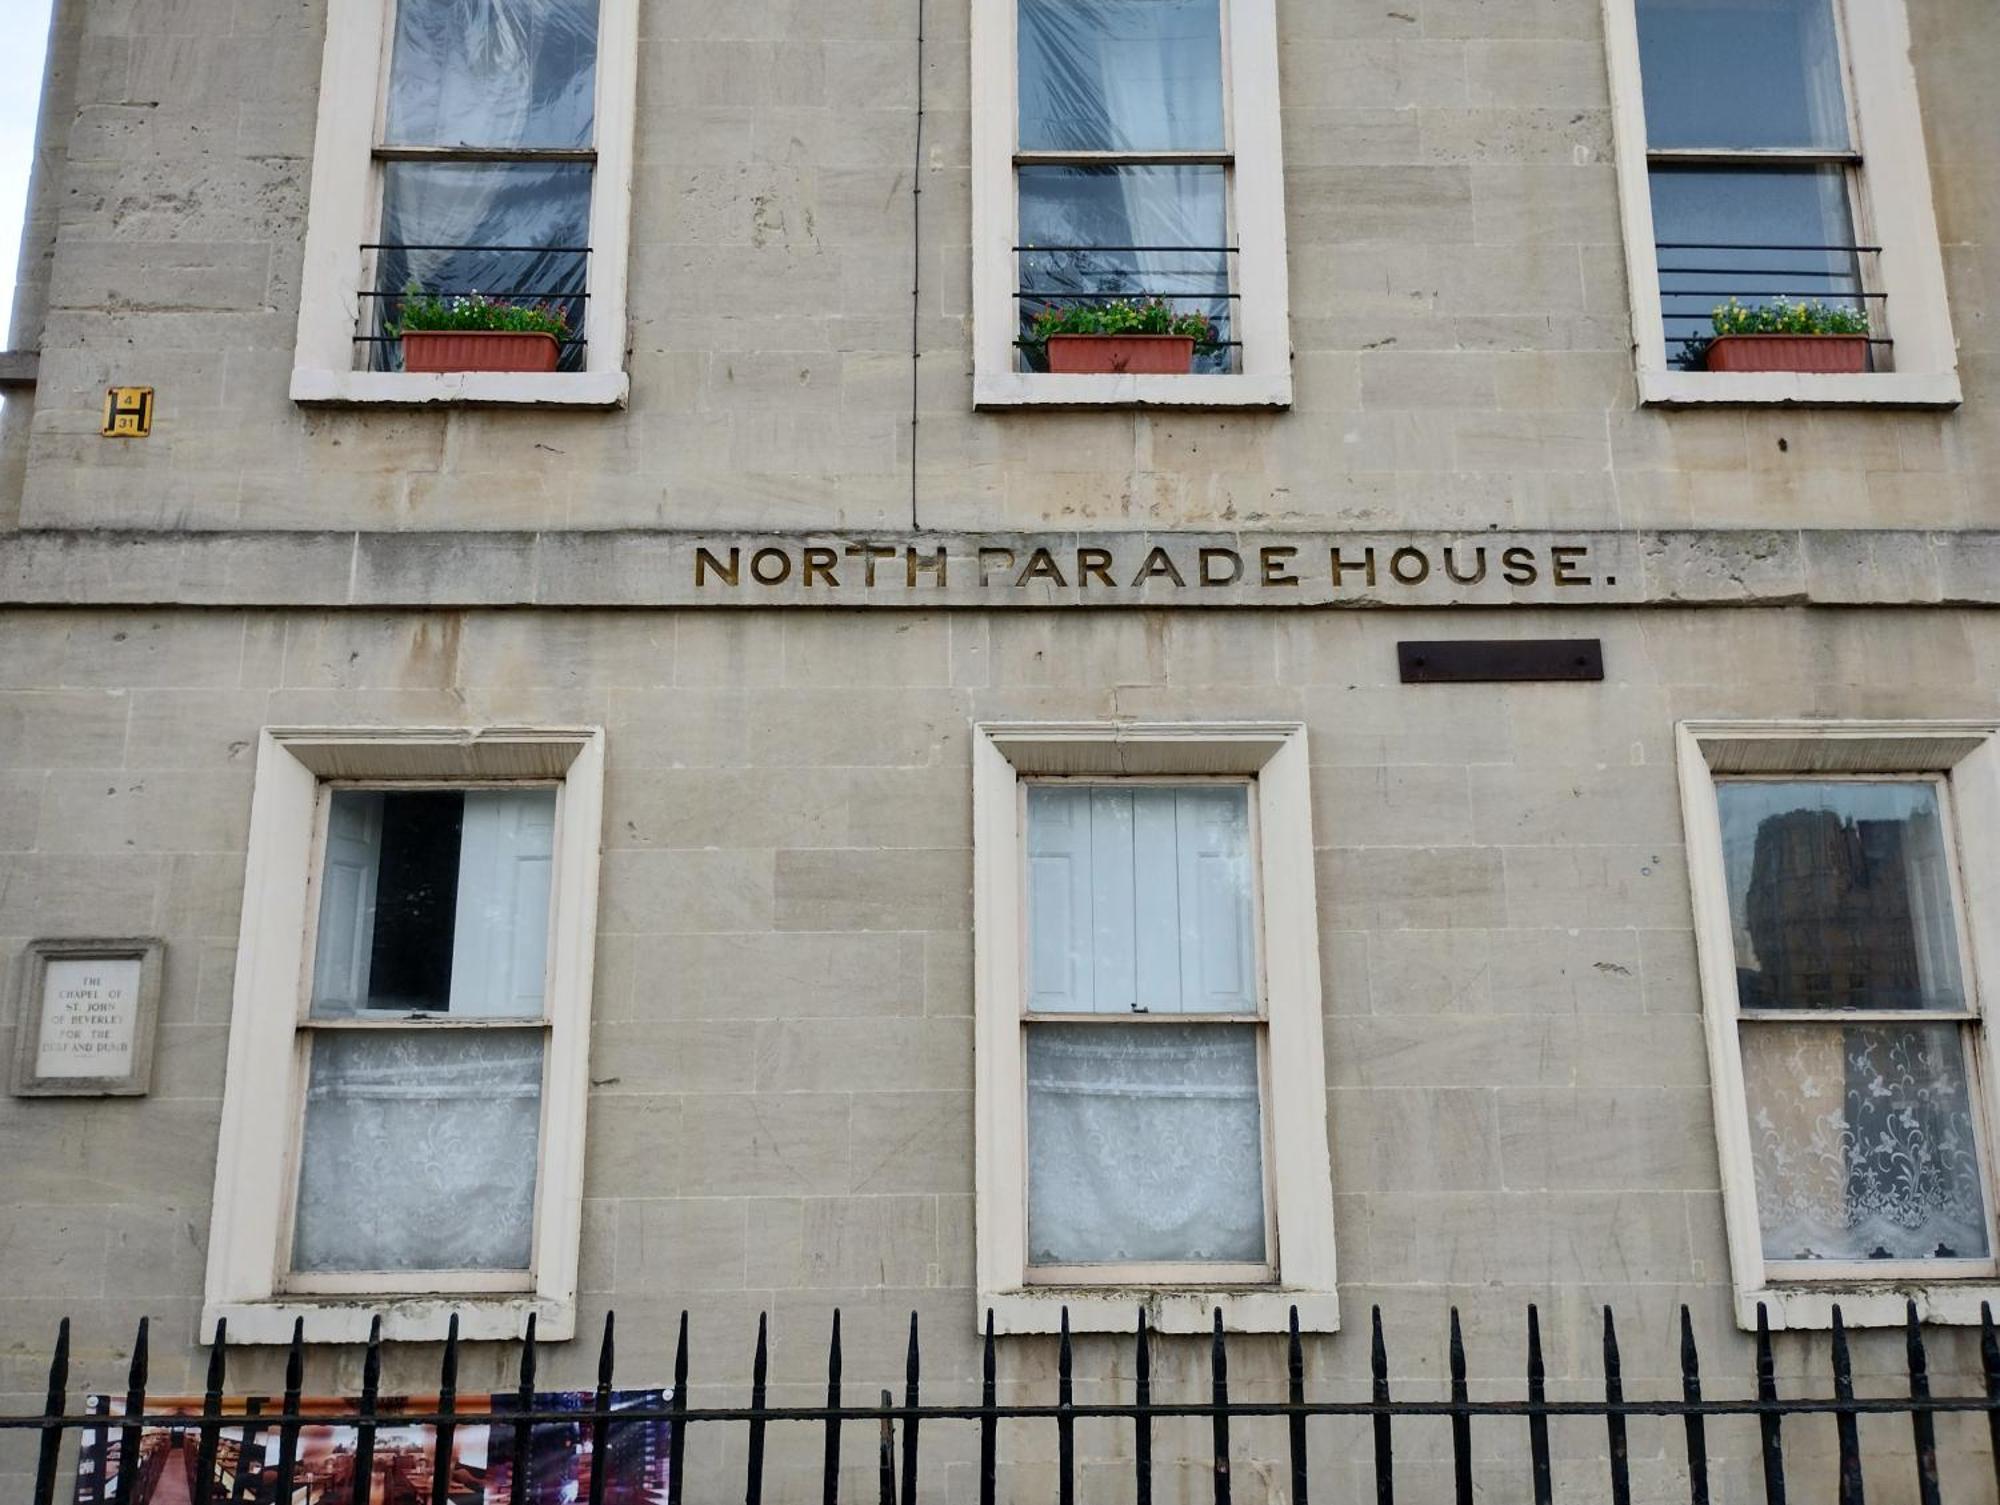 H
4
31
NORTH PARADE HOUSE.
THE
CHAPEL OF
ST. JOHN
OF BEVERLEY
FOR THE
DEAF AND DUMB